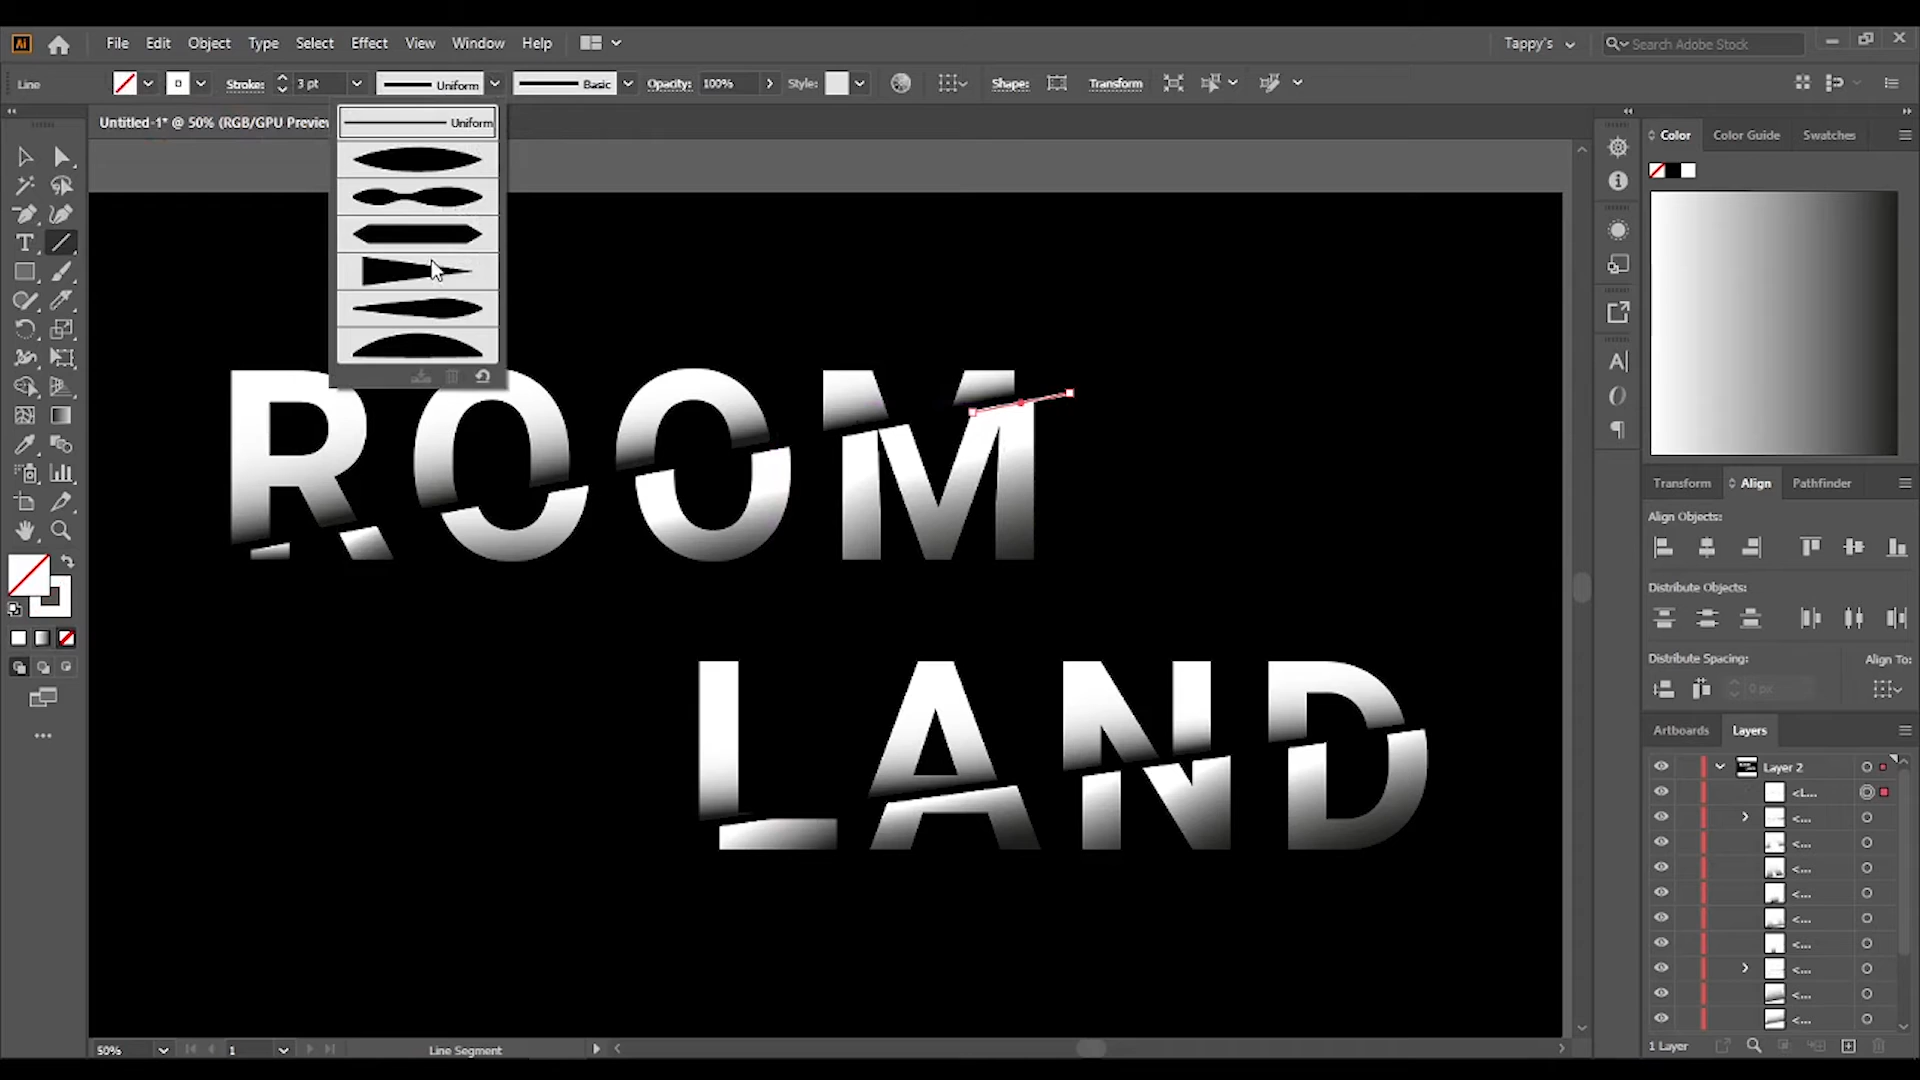 Ai File Edit Object Type Select Effect View Window Help Tappy's Search Adobe Stock
Line Stroke: 3 pt Uniform Basic Opacity: 100% Style: Shape: Transform
Untitled-1* @ 50% (RGB/GPU Preview
Uniform
Color Color Guide Swatches
ROOM
LAND
Transform Align Pathfinder
Align Objects:
Distribute Objects:
Distribute Spacing: Align To:
0 px
Artboards Layers
Layer 2
<L...
<...
<...
<...
<...
<...
<...
<...
<...
<...
50% 1 Line Segment
1 Layer